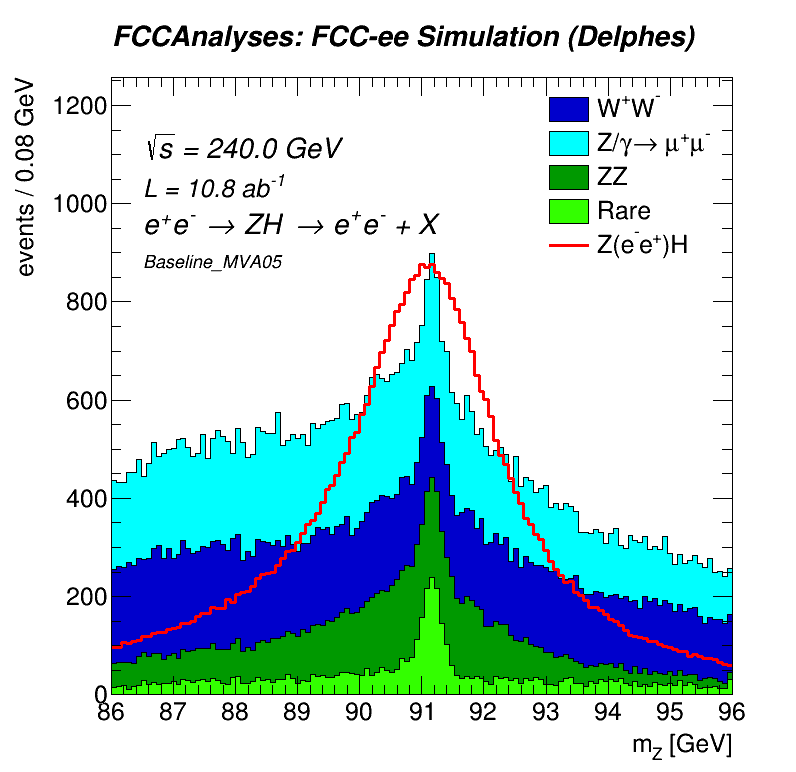 FCCAnalyses: FCC-ee Simulation (Delphes)
events / 0.08 GeV
1200
1000
800
600
400
200
0
√s = 240.0 GeV
L = 10.8 ab⁻¹
e⁺e⁻ → ZH → e⁺e⁻ + X
Baseline_MVA05
W⁺W⁻
Z/γ→ μ⁺μ⁻
ZZ
Rare
Z(e⁻e⁺)H
86 87 88 89 90 91 92 93 94 95 96
m_Z [GeV]